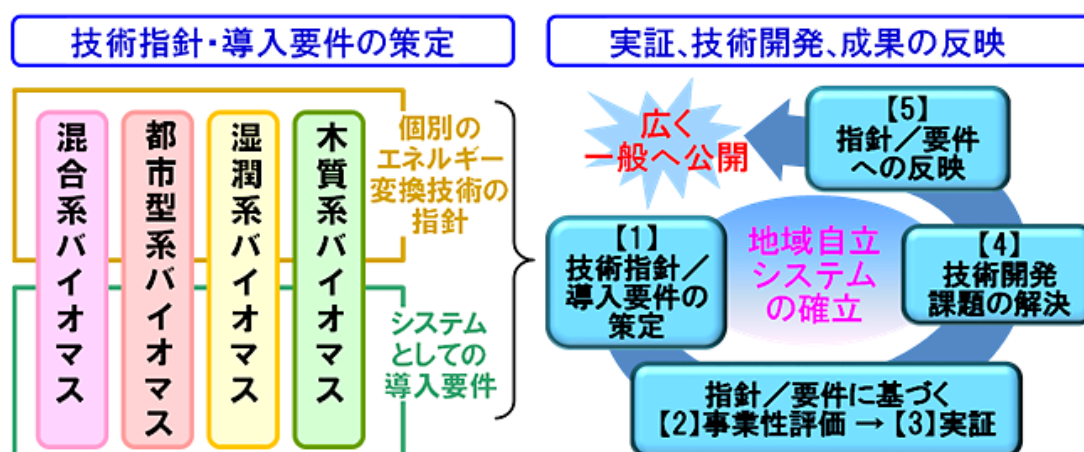 技術指針・導入要件の策定
混合系バイオマス
都市型系バイオマス
湿潤系バイオマス
木質系バイオマス
個別の
エネルギー
変換技術の
指針
システム
としての
導入要件
実証、技術開発、成果の反映
広く
一般へ公開
【5】
指針／要件
への反映
【1】
技術指針／
導入要件の
策定
地域自立
システム
の確立
【4】
技術開発
課題の解決
指針／要件に基づく
【2】事業性評価 → 【3】実証